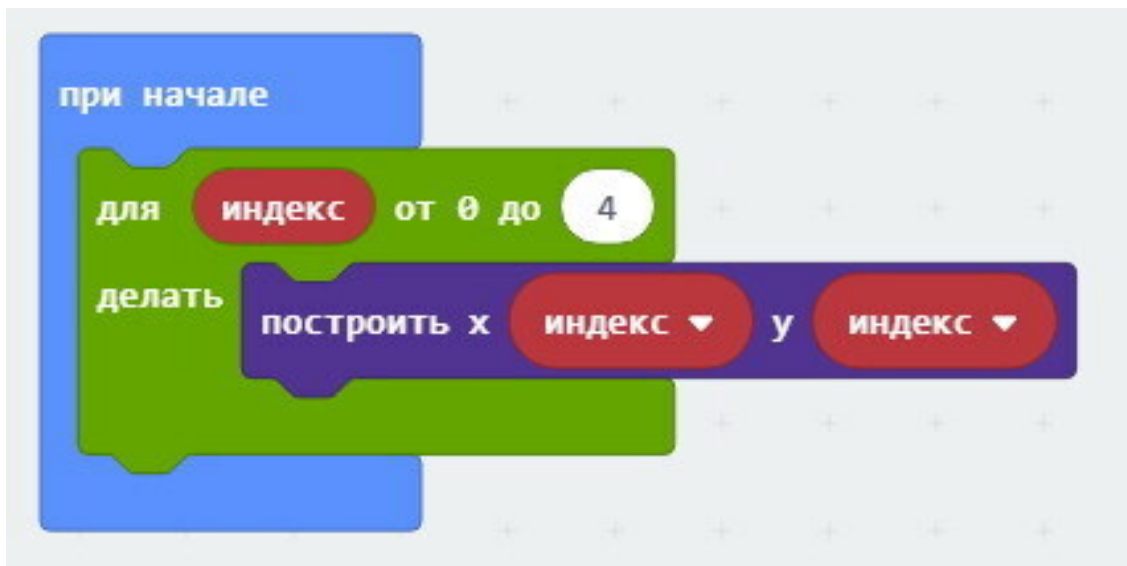 при начале
для индекс от 0 до 4
делать
построить x индекс y индекс